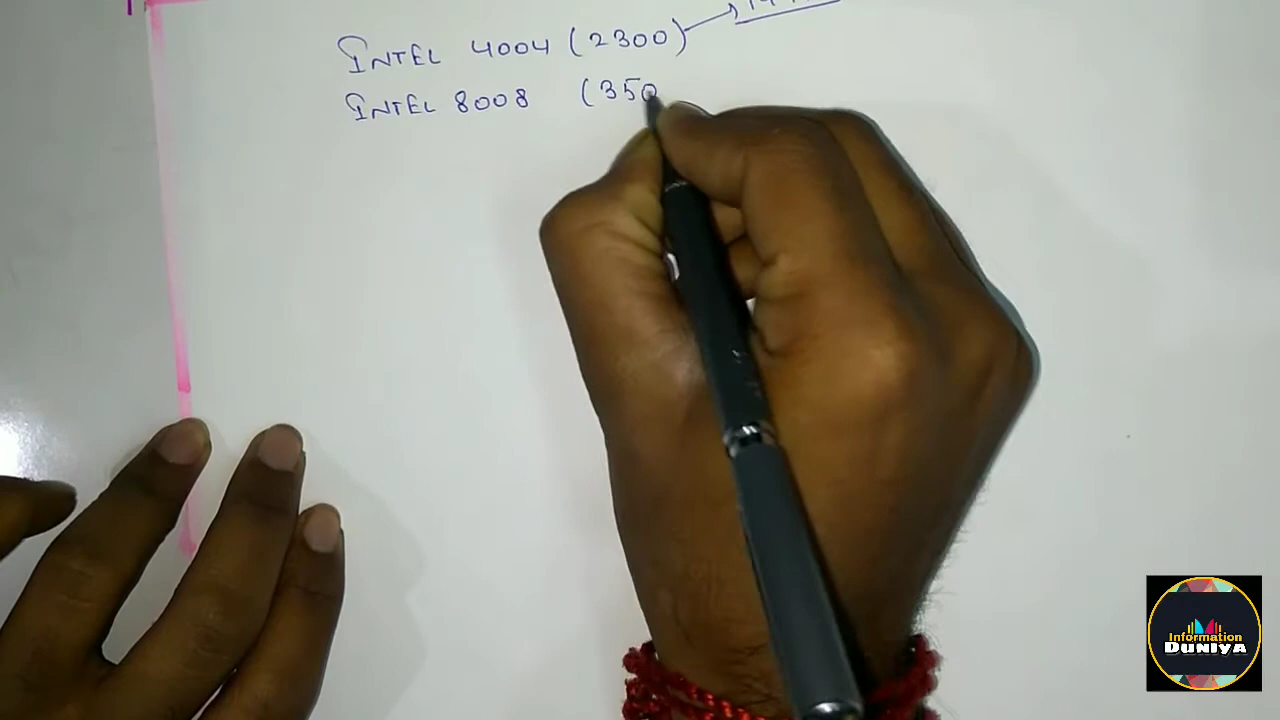 INTEL 4004 (2300)
INTEL 8008 (350
Information
DUNIYA